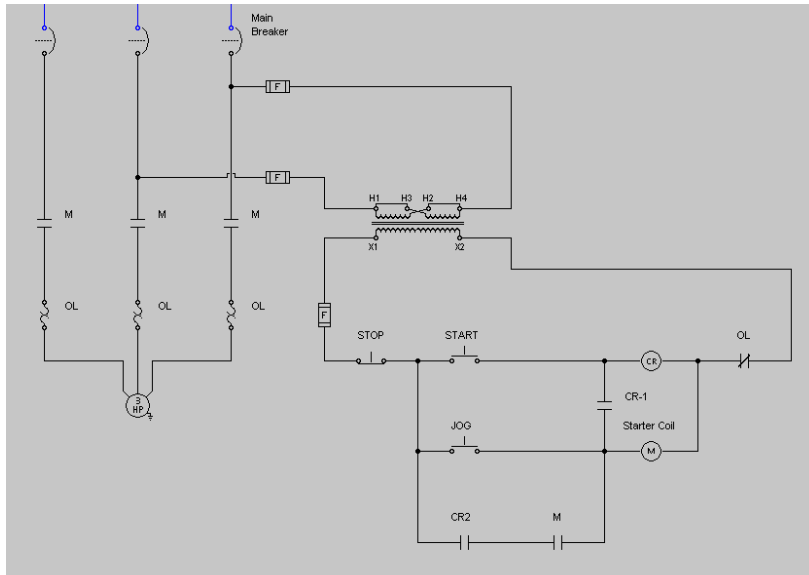 Main
Breaker
F
F
H1 H3 H2 H4
M M M
X1 X2
OL OL OL
F
STOP START OL
CR
3
HP
CR-1
JOG Starter Coil
M
CR2 M